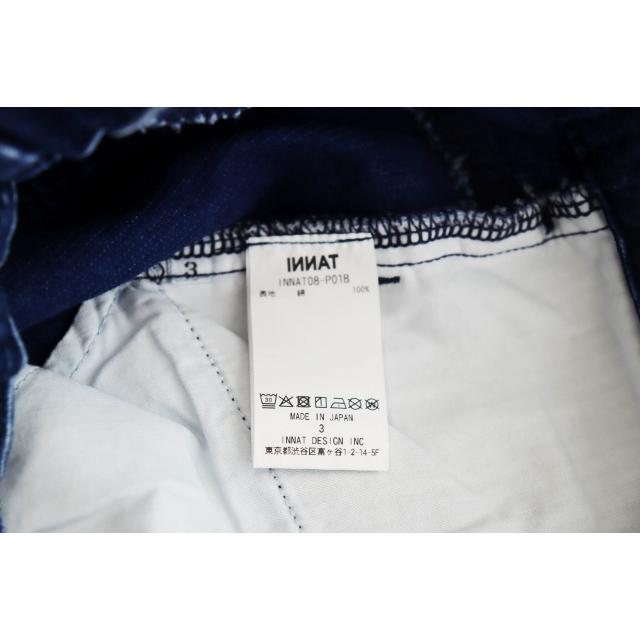 INNAT
INNAT08-P01B
表地 綿 100%
30
MADE IN JAPAN
3
INNAT DESIGN INC
東京都渋谷区富ヶ谷1-2-14-5F
3